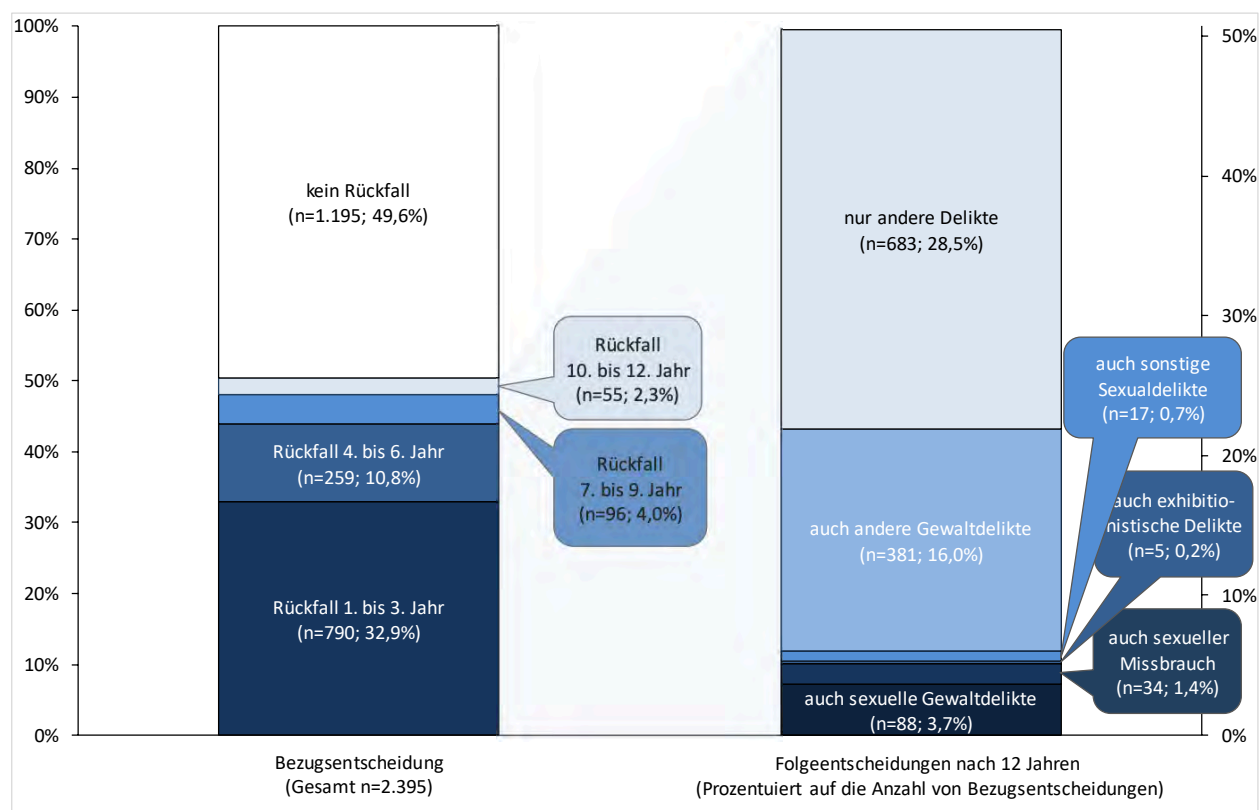 100%
90%
80%
70%
60%
50%
40%
30%
20%
10%
0%
kein Rückfall
(n=1.195; 49,6%)
Rückfall 4. bis 6. Jahr
(n=259; 10,8%)
Rückfall 1. bis 3. Jahr
(n=790; 32,9%)
Rückfall
10. bis 12. Jahr
(n=55; 2,3%)
Rückfall
7. bis 9. Jahr
(n=96; 4,0%)
Bezugsentscheidung
(Gesamt n=2.395)
nur andere Delikte
(n=683; 28,5%)
auch andere Gewaltdelikte
(n=381; 16,0%)
auch sexuelle Gewaltdelikte
(n=88; 3,7%)
auch sonstige
Sexualdelikte
(n=17; 0,7%)
auch exhibitio-
nistische Delikte
(n=5; 0,2%)
auch sexueller
Missbrauch
(n=34; 1,4%)
50%
40%
30%
20%
10%
0%
Folgeentscheidungen nach 12 Jahren
(Prozentuiert auf die Anzahl von Bezugsentscheidungen)